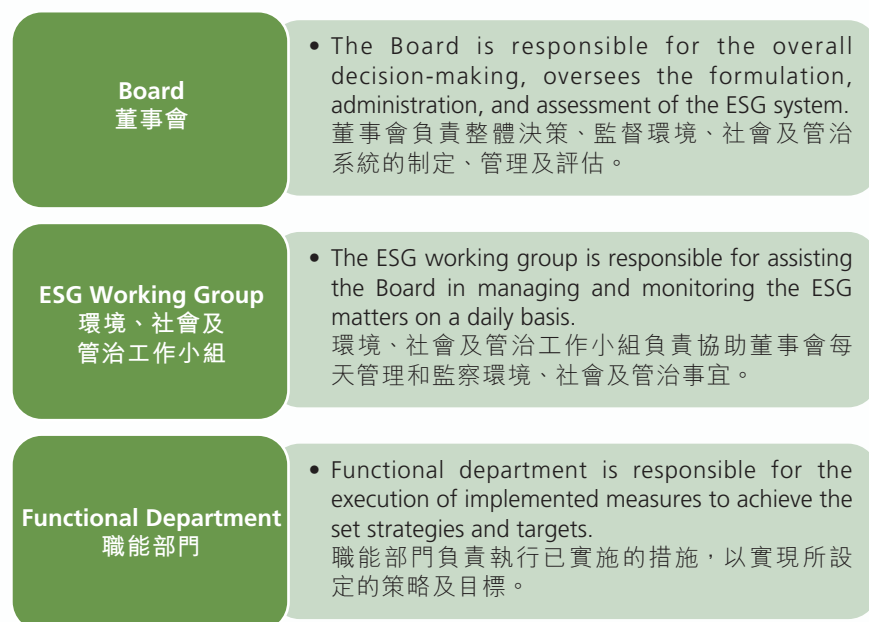 Board
董事會
• The Board is responsible for the overall
decision-making, oversees the formulation,
administration, and assessment of the ESG system.
董事會負責整體決策、監督環境、社會及管治
系統的制定、管理及評估。
ESG Working Group
環境、社會及
管治工作小組
• The ESG working group is responsible for assisting
the Board in managing and monitoring the ESG
matters on a daily basis.
環境、社會及管治工作小組負責協助董事會每
天管理和監察環境、社會及管治事宜。
Functional Department
職能部門
• Functional department is responsible for the
execution of implemented measures to achieve the
set strategies and targets.
職能部門負責執行已實施的措施，以實現所設
定的策略及目標。